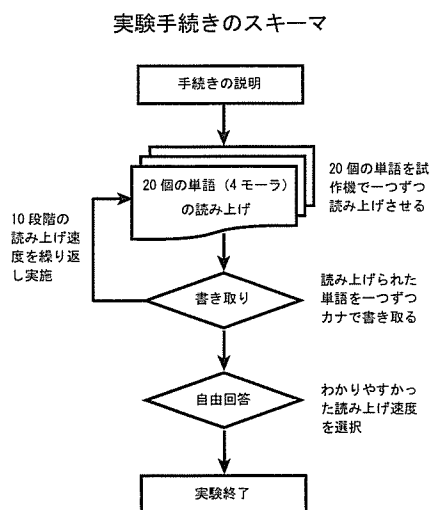 実験手続きのスキーマ
手続きの説明
20 個の単語（4 モーラ）
の読み上げ
20 個の単語を試
作機で一つずつ
読み上げさせる
10 段階の
読み上げ速
度を繰り返
し実施
書き取り
読み上げられた
単語を一つずつ
カナで書き取る
自由回答
わかりやすかっ
た読み上げ速度
を選択
実験終了